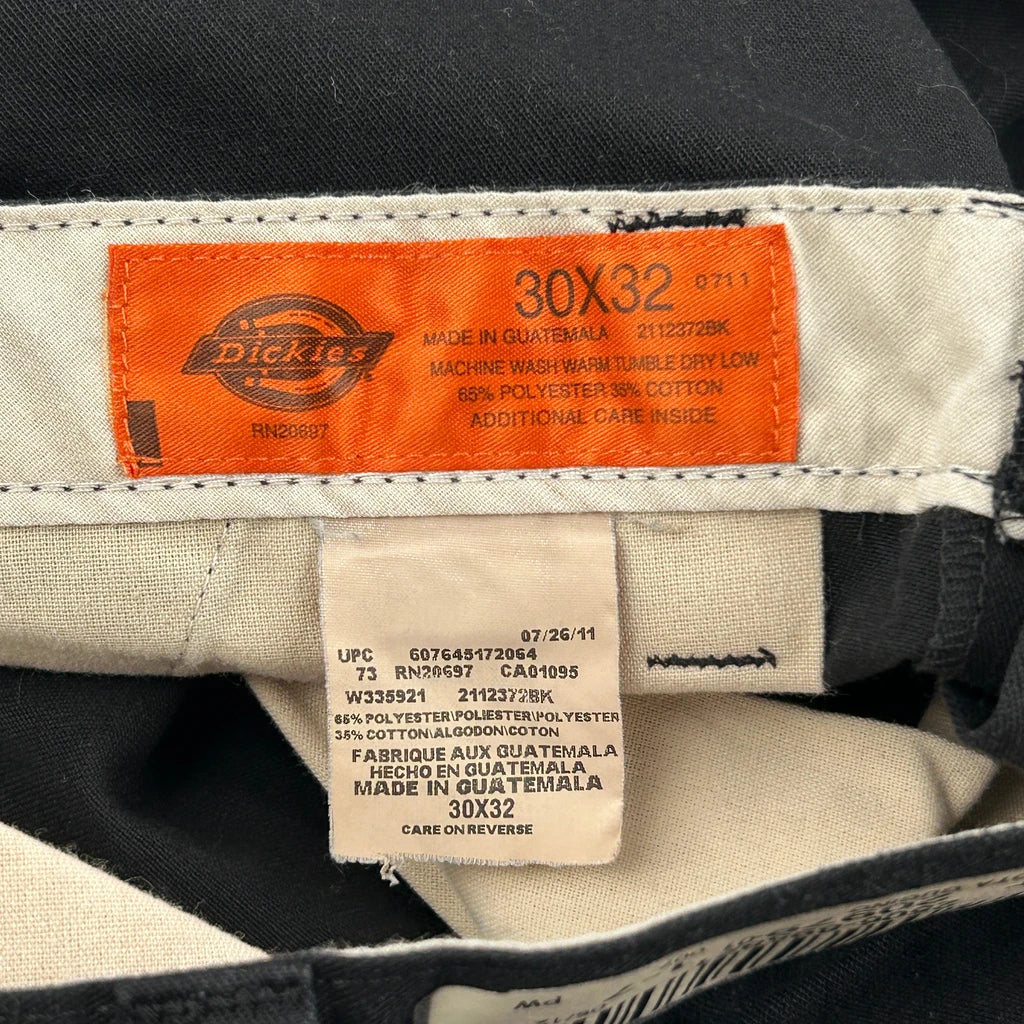 30X32 0711
MADE IN GUATEMALA 2112372BK
Dickies
MACHINE WASH WARM TUMBLE DRY LOW
65% POLYESTER 35% COTTON
ADDITIONAL CARE INSIDE
RN20697
07/26/11
UPC 607645172064
73 RN20697 CA01095
W335921 2112372BK
65% POLYESTER\POLIESTER\POLYESTER
35% COTTON\ALGODON\COTON
FABRIQUE AUX GUATEMALA
HECHO EN GUATEMALA
MADE IN GUATEMALA
30X32
CARE ON REVERSE
PW